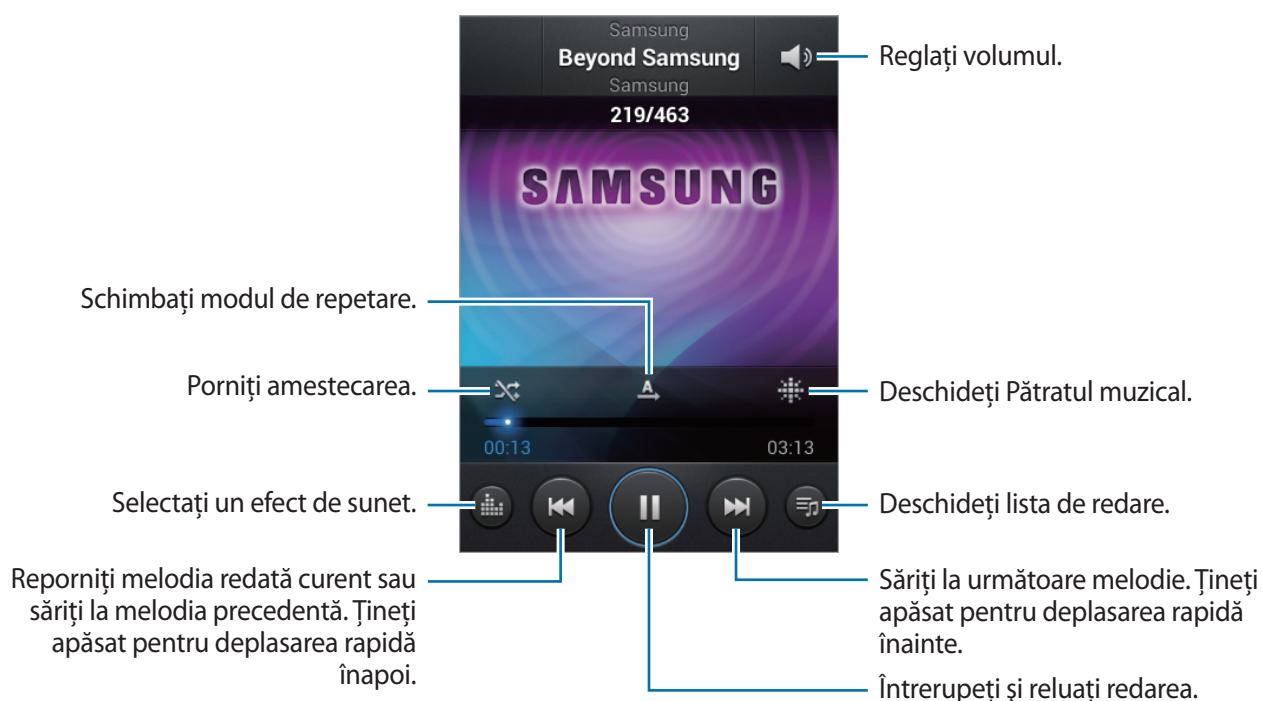 Samsung
Beyond Samsung
Samsung
219/463
Reglați volumul.
SAMSUNG
Schimbați modul de repetare.
A
Porniți amestecarea.
Deschideți Pătratul muzical.
00:13
03:13
Selectați un efect de sunet.
Deschideți lista de redare.
Reporniți melodia redată curent sau
săriți la melodia precedentă. Țineți
apăsat pentru deplasarea rapidă
înapoi.
Săriți la următoare melodie. Țineți
apăsat pentru deplasarea rapidă
înainte.
Întrerupeți şi reluați redarea.